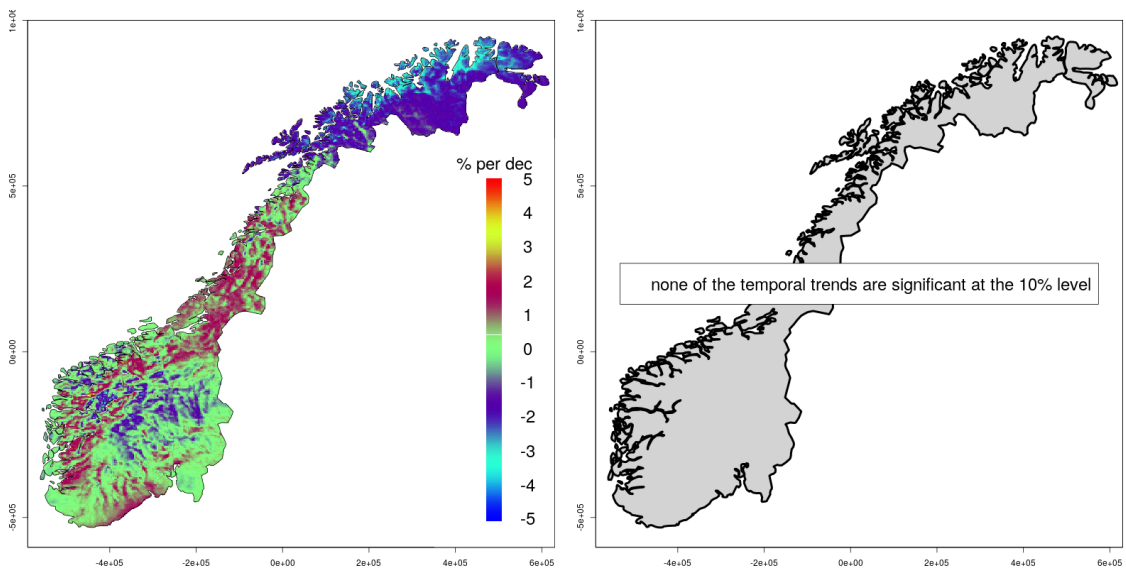 1e+06
5e+05
0e+00
-5e+05
-4e+05
-2e+05
0e+00
2e+05
4e+05
6e+05
% per dec
5
4
3
2
1
0
-1
-2
-3
-4
-5
5e+05
0e+00
-5e+05
-4e+05
-2e+05
0e+00
2e+05
4e+05
6e+05
none of the temporal trends are significant at the 10% level